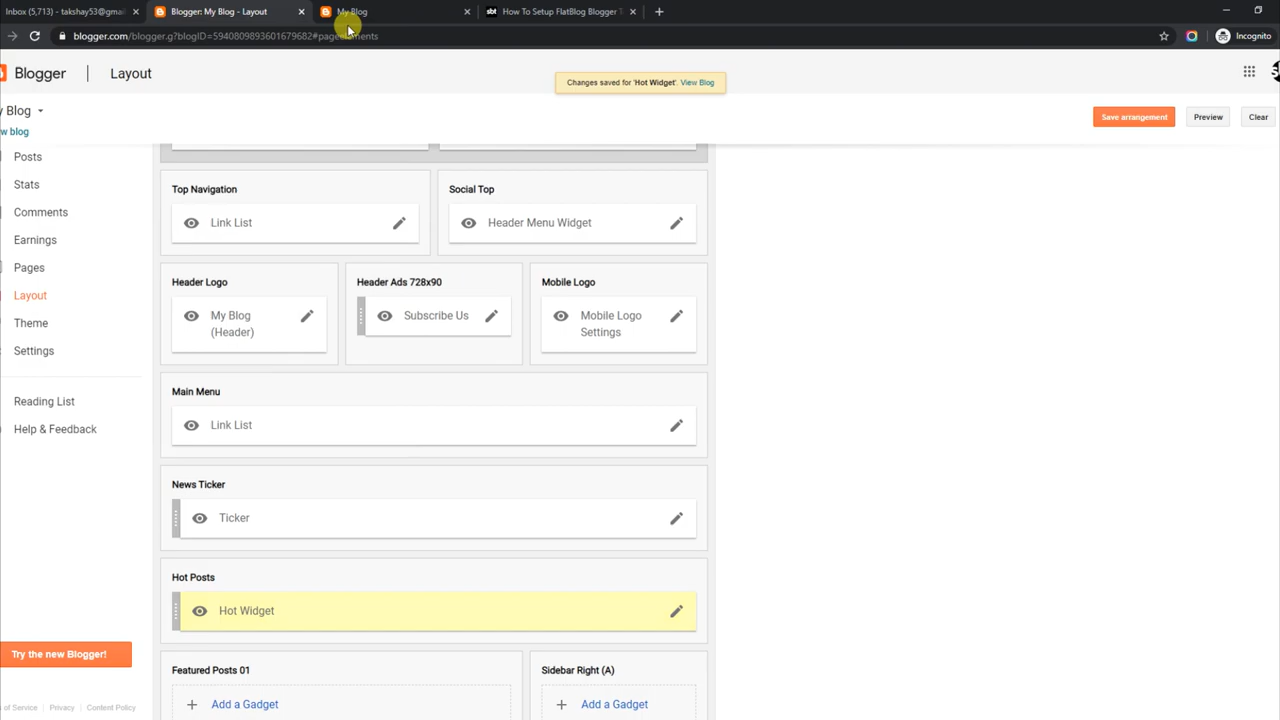 Inbox (5,713) - takshay53@gmail
Blogger: My Blog - Layout
My Blog
sbt How To Setup FlatBlog Blogger T
blogger.com/blogger.g?blogID=5940809893601679682#pageelements
Incognito
Blogger
Layout
Changes saved for 'Hot Widget'. View Blog
y Blog
w blog
Save arrangement
Preview
Clear
Posts
Stats
Comments
Earnings
Pages
Layout
Theme
Settings
Reading List
Help & Feedback
Try the new Blogger!
s of Service
Privacy
Content Policy
Top Navigation
Link List
Social Top
Header Menu Widget
Header Logo
My Blog
(Header)
Header Ads 728x90
Subscribe Us
Mobile Logo
Mobile Logo
Settings
Main Menu
Link List
News Ticker
Ticker
Hot Posts
Hot Widget
Featured Posts 01
Add a Gadget
Sidebar Right (A)
Add a Gadget